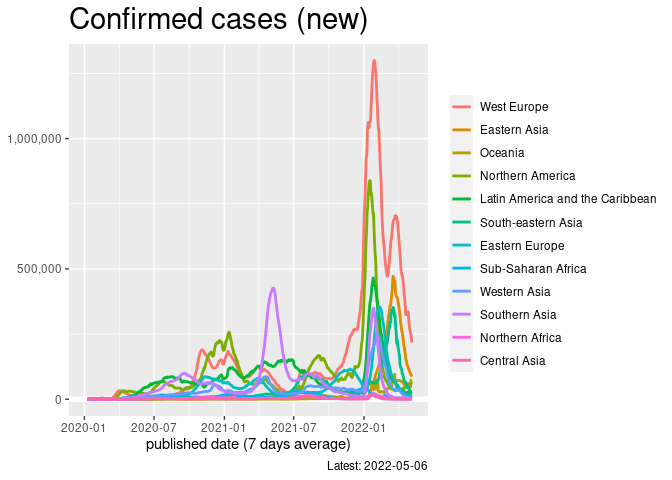 Confirmed cases (new)
1,000,000
500,000
0
2020-01 2020-07 2021-01 2021-07 2022-01
published date (7 days average)
Latest: 2022-05-06
West Europe
Eastern Asia
Oceania
Northern America
Latin America and the Caribbean
South-eastern Asia
Eastern Europe
Sub-Saharan Africa
Western Asia
Southern Asia
Northern Africa
Central Asia